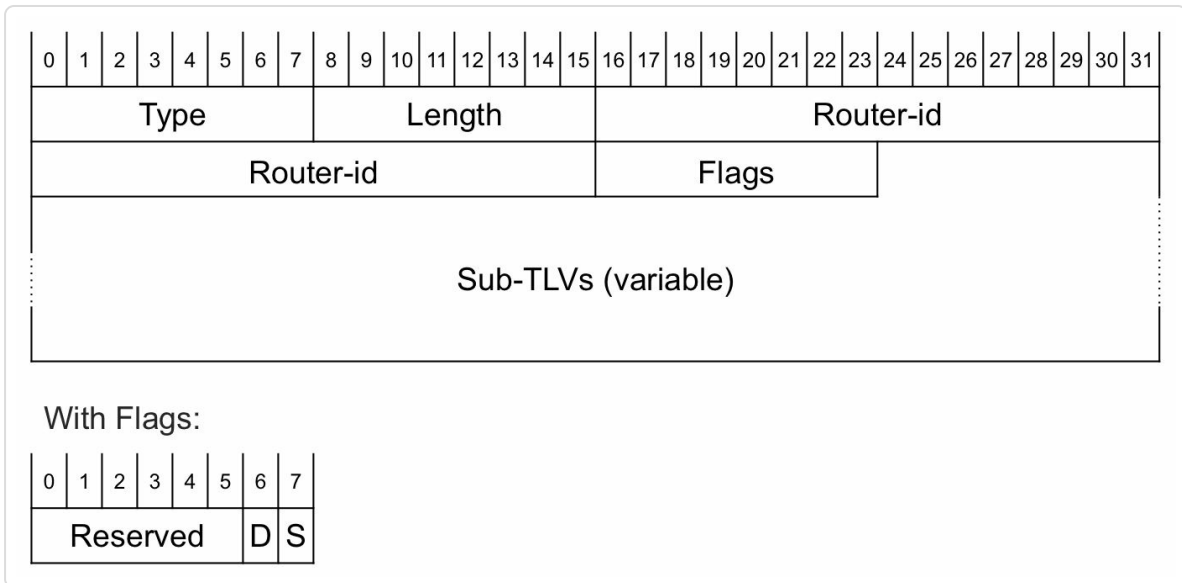 0 1 2 3 4 5 6 7 8 9 10 11 12 13 14 15 16 17 18 19 20 21 22 23 24 25 26 27 28 29 30 31
Type Length Router-id
Router-id Flags
Sub-TLVs (variable)
With Flags:
0 1 2 3 4 5 6 7
Reserved D S